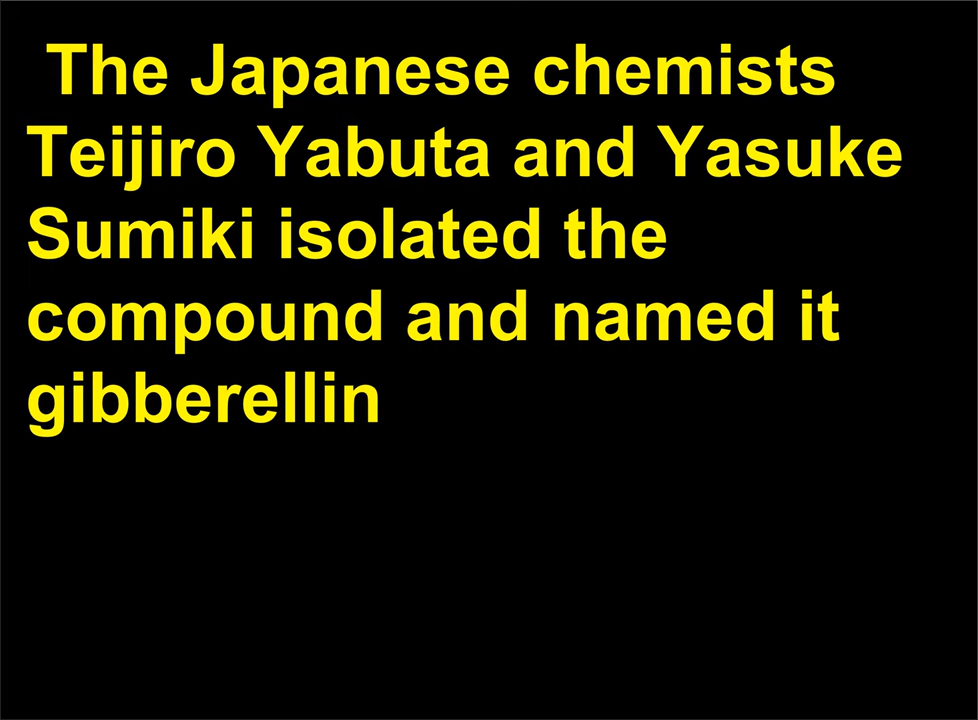 The Japanese chemists
Teijiro Yabuta and Yasuke
Sumiki isolated the
compound and named it
gibberellin